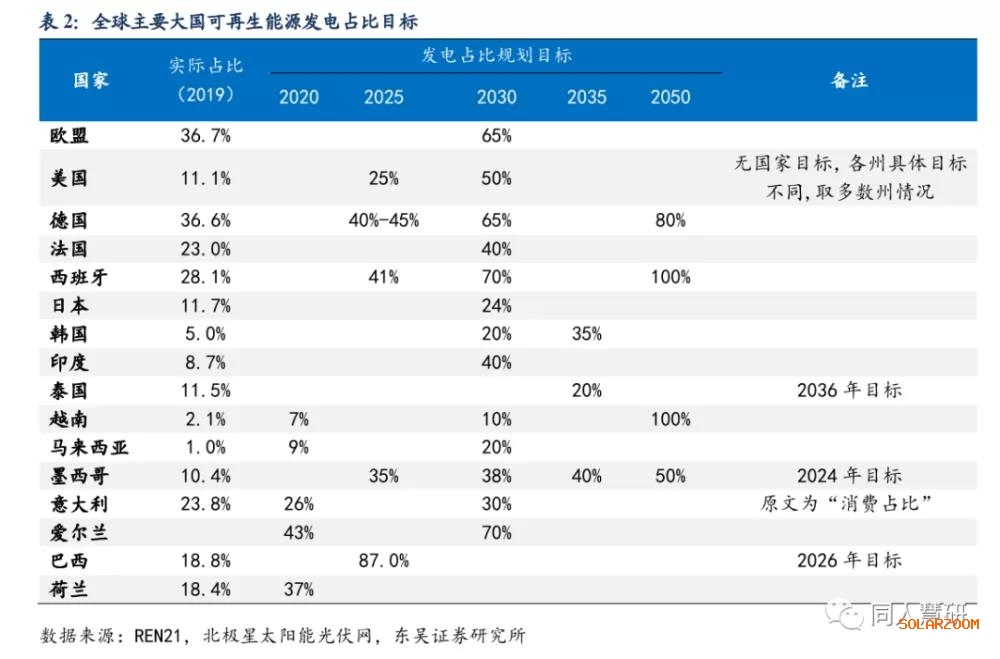 表 2：全球主要大国可再生能源发电占比目标
国家 实际占比（2019） 发电占比规划目标 备注
2020 2025 2030 2035 2050
欧盟 36.7% 65%
美国 11.1% 25% 50% 无国家目标,各州具体目标不同,取多数州情况
德国 36.6% 40%-45% 65% 80%
法国 23.0% 40%
西班牙 28.1% 41% 70% 100%
日本 11.7% 24%
韩国 5.0% 20% 35%
印度 8.7% 40%
泰国 11.5% 20% 2036 年目标
越南 2.1% 7% 10% 100%
马来西亚 1.0% 9% 20%
墨西哥 10.4% 35% 38% 40% 50% 2024 年目标
意大利 23.8% 26% 30% 原文为“消费占比”
爱尔兰 43% 70%
巴西 18.8% 87.0% 2026 年目标
荷兰 18.4% 37%
数据来源：REN21，北极星太阳能光伏网，东吴证券研究所
同人慧研
SOLARZOOM